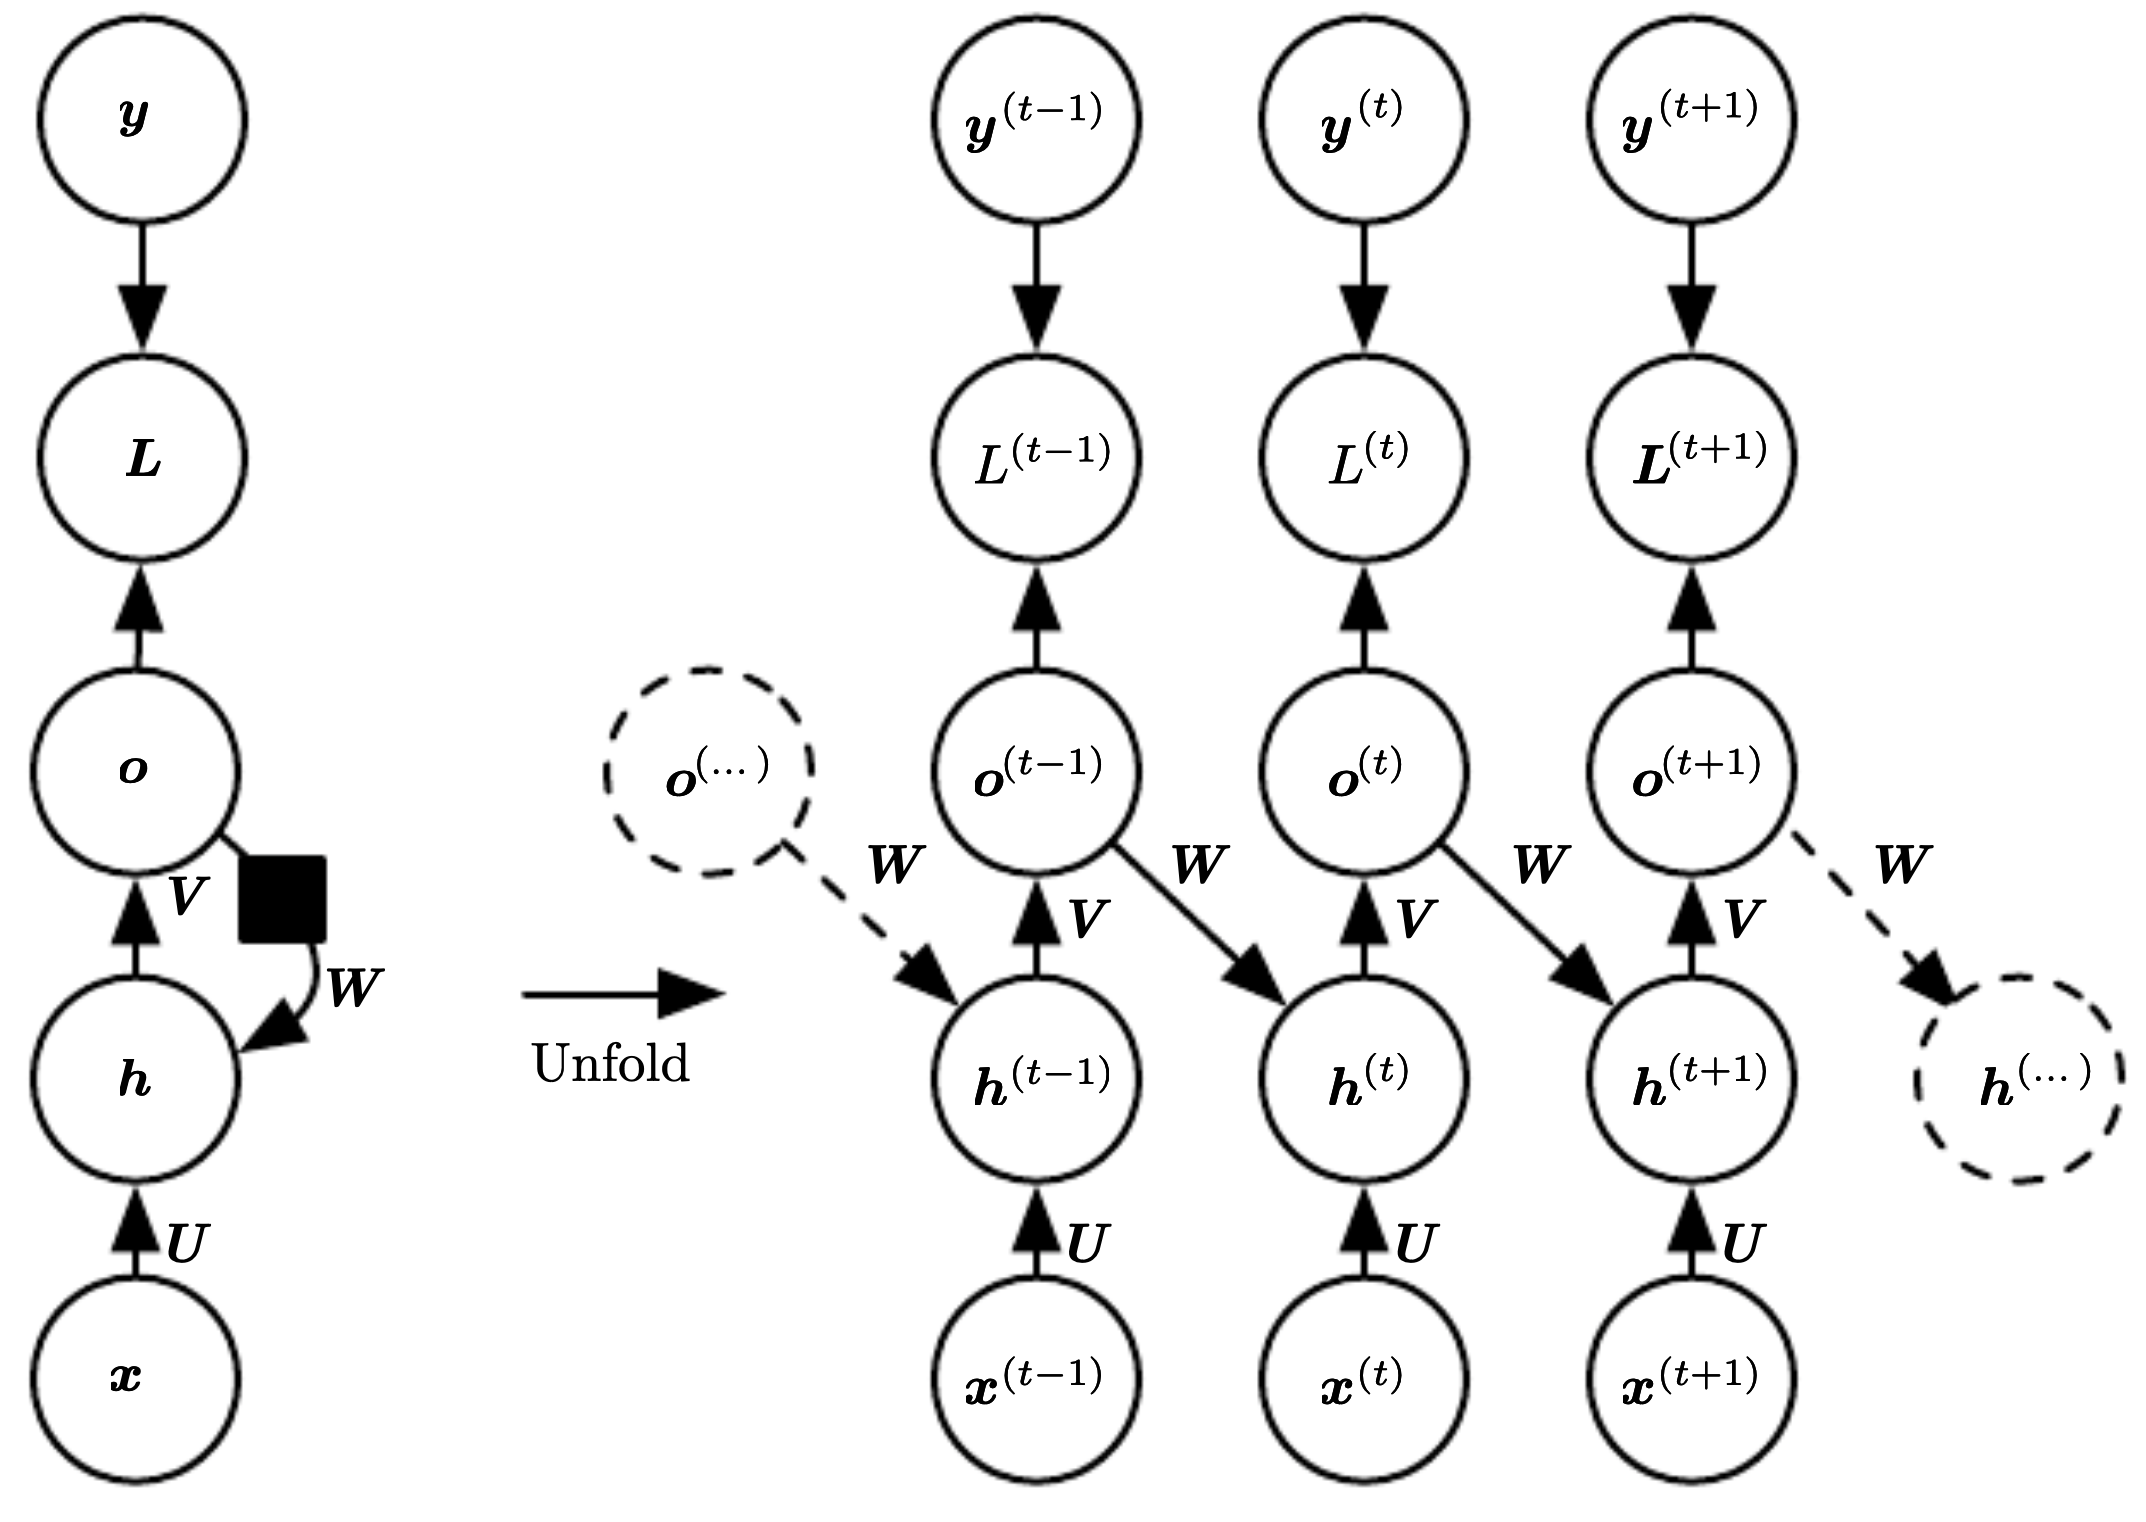 y y^(t−1) y^(t) y^(t+1)
L L^(t−1) L^(t) L^(t+1)
o o^(...) o^(t−1) o^(t) o^(t+1)
W W W W
V V V V
W
Unfold
h h^(t−1) h^(t) h^(t+1) h^(...)
U U U U
x x^(t−1) x^(t) x^(t+1)